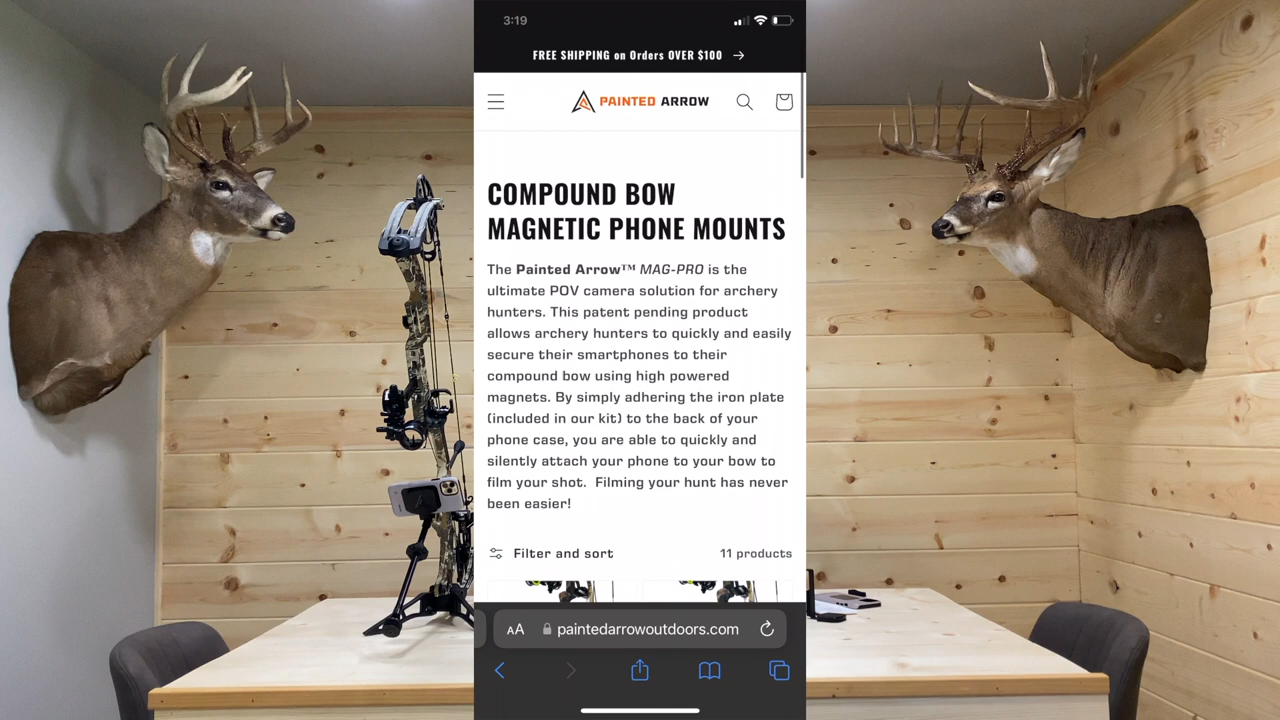 3:19
FREE SHIPPING on Orders OVER $100 →
PAINTED ARROW
COMPOUND BOW
MAGNETIC PHONE MOUNTS
The Painted Arrow™ MAG-PRO is the
ultimate POV camera solution for archery
hunters. This patent pending product
allows archery hunters to quickly and easily
secure their smartphones to their
compound bow using high powered
magnets. By simply adhering the iron plate
(included in our kit) to the back of your
phone case, you are able to quickly and
silently attach your phone to your bow to
film your shot.  Filming your hunt has never
been easier!
Filter and sort
11 products
AA
paintedarrowoutdoors.com